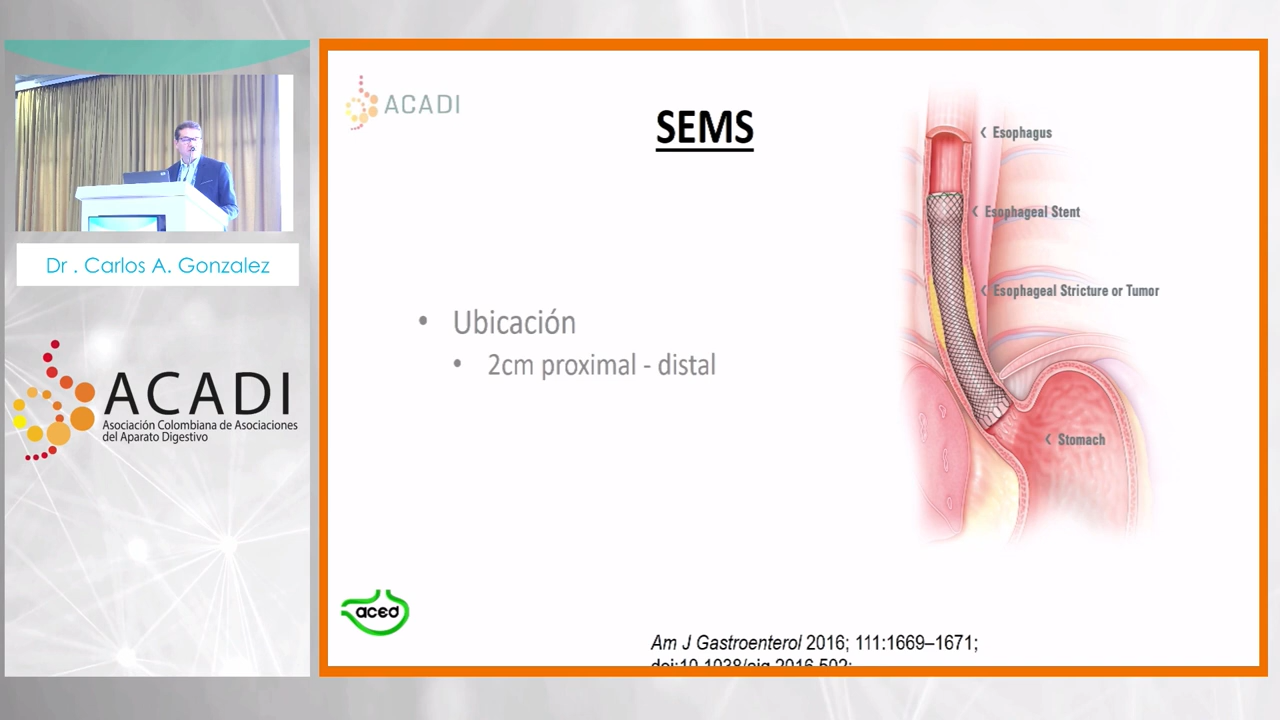 Dr . Carlos A. Gonzalez
ACADI
Asociación Colombiana de Asociaciones
del Aparato Digestivo
ACADI
SEMS
• Ubicación
• 2cm proximal - distal
Esophagus
Esophageal Stent
Esophageal Stricture or Tumor
Stomach
aced
Am J Gastroenterol 2016; 111:1669–1671;
doi:10.1038/ajg.2016.502;